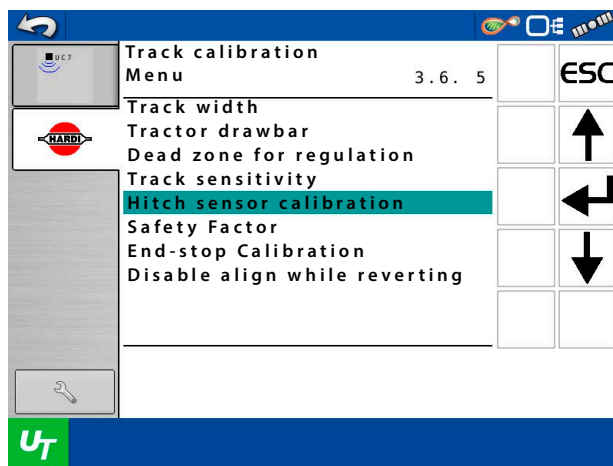 UC7
Track calibration
Menu 3.6. 5
ESC
HARDI
Track width
Tractor drawbar
Dead zone for regulation
Track sensitivity
Hitch sensor calibration
Safety Factor
End-stop Calibration
Disable align while reverting
UT